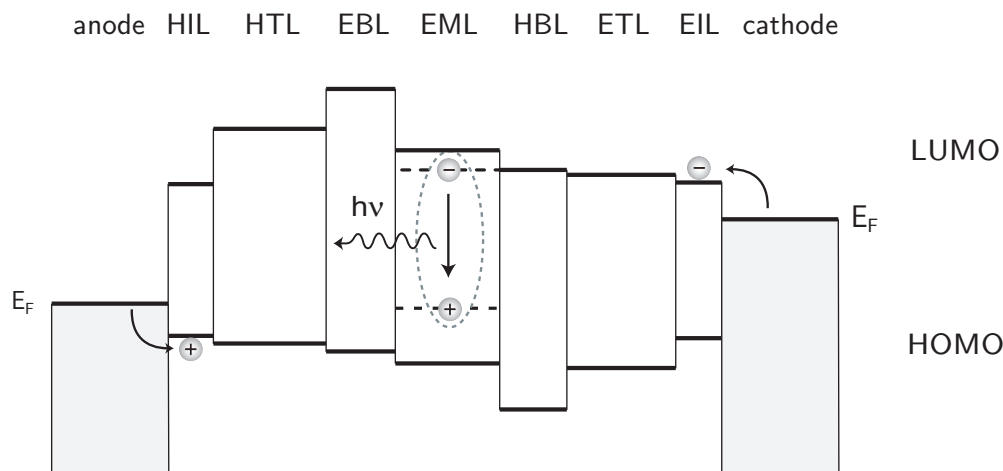 anode HIL HTL EBL EML HBL ETL EIL cathode
LUMO
−
−
hν
E_F
E_F
+
+
HOMO